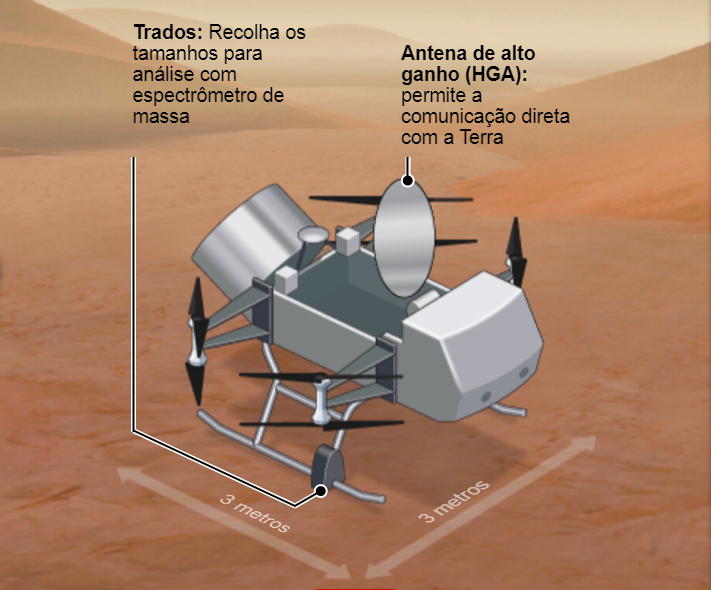 Trados: Recolha os
tamanhos para
análise com
espectrômetro de
massa
Antena de alto
ganho (HGA):
permite a
comunicação direta
com a Terra
3 metros
3 metros